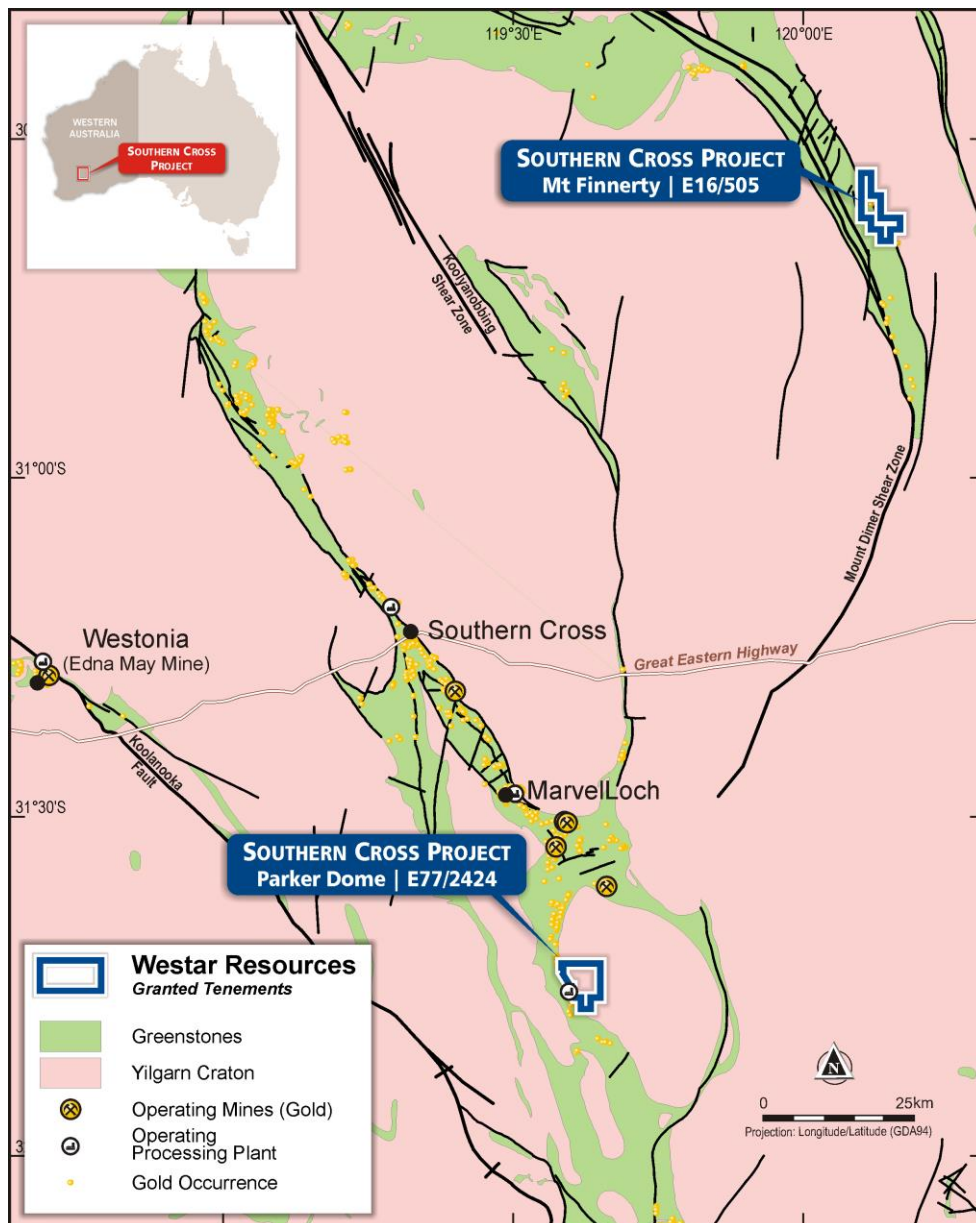 119°30'E
120°00'E
WESTERN
AUSTRALIA
SOUTHERN CROSS
PROJECT
SOUTHERN CROSS PROJECT
Mt Finnerty | E16/505
Koolyanobbing
Shear Zone
31°00'S
Mount Dimer Shear Zone
Southern Cross
Westonia
(Edna May Mine)
Great Eastern Highway
Koolanooka
Fault
MarvelLoch
31°30'S
SOUTHERN CROSS PROJECT
Parker Dome | E77/2424
Westar Resources
Granted Tenements
Greenstones
Yilgarn Craton
Operating Mines (Gold)
Operating
Processing Plant
Gold Occurrence
N
0 25km
Projection: Longitude/Latitude (GDA94)